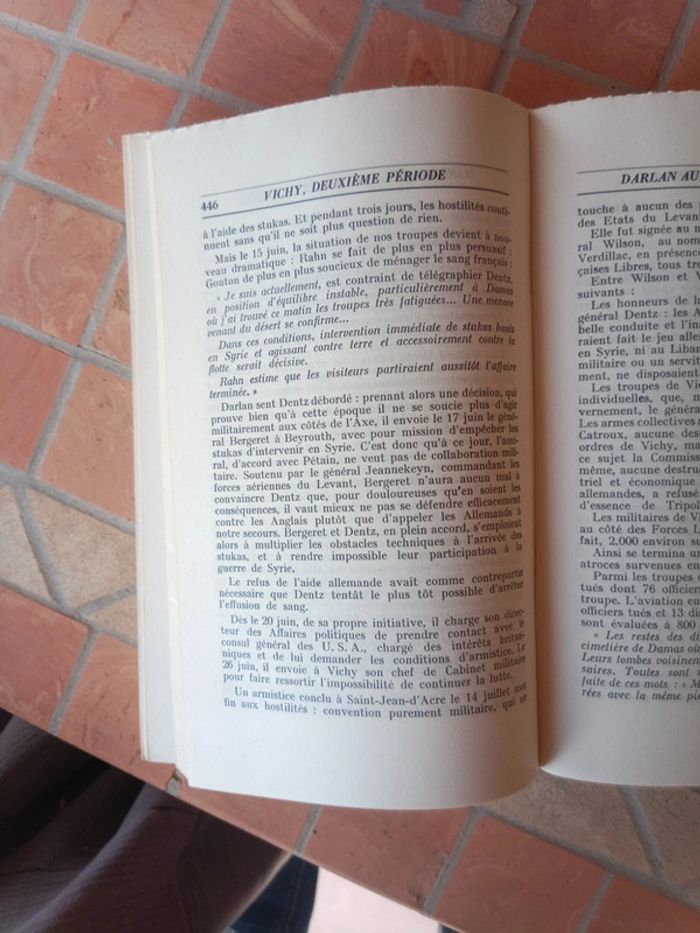 446
VICHY, DEUXIÈME PÉRIODE
à l'aide des stukas. Et pendant trois jours, les hostilités conti-
nuent sans qu'il ne soit plus question de rien.
Mais le 15 juin, la situation de nos troupes devient à nou-
veau dramatique : Rahn se fait de plus en plus persuasif :
Gouton de plus en plus soucieux de ménager le sang français :
« Je suis actuellement, est contraint de télégraphier Dentz,
en position d'équilibre instable, particulièrement à Damas
où j'ai trouvé ce matin les troupes très fatiguées... Une menace
venant du désert se confirme...
Dans ces conditions, intervention immédiate de stukas basés
en Syrie et agissant contre terre et accessoirement contre la
flotte serait décisive.
Rahn estime que les visiteurs partiraient aussitôt l'affaire
terminée. »
Darlan sent Dentz débordé : prenant alors une décision, qui
prouve bien qu'à cette époque il ne se soucie plus d'agir
militairement aux côtés de l'Axe, il envoie le 17 juin le géné-
ral Bergeret à Beyrouth, avec pour mission d'empêcher les
stukas d'intervenir en Syrie. C'est donc qu'à ce jour, l'ami-
ral, d'accord avec Pétain, ne veut pas de collaboration mili-
taire. Soutenu par le général Jeannekeyn, commandant les
forces aériennes du Levant, Bergeret n'aura aucun mal à
convaincre Dentz que, pour douloureuses qu'en soient les
conséquences, il vaut mieux ne pas se défendre efficacement
contre les Anglais plutôt que d'appeler les Allemands à
notre secours. Bergeret et Dentz, en plein accord, s'emploient
alors à multiplier les obstacles techniques à l'arrivée des
stukas, et à rendre impossible leur participation à la
guerre de Syrie.
Le refus de l'aide allemande avait comme contrepartie
nécessaire que Dentz tentât le plus tôt possible d'arrêter
l'effusion de sang.
Dès le 20 juin, de sa propre initiative, il charge son direc-
teur des Affaires politiques de prendre contact avec le
consul général des U. S. A., chargé des intérêts britan-
niques et de lui demander les conditions d'armistice. Le
26 juin, il envoie à Vichy son chef de Cabinet militaire
pour faire ressortir l'impossibilité de continuer la lutte.
Un armistice conclu à Saint-Jean-d'Acre le 14 juillet met
fin aux hostilités : convention purement militaire, qui ne
DARLAN AU
touche à aucun des
des Etats du Levan
Elle fut signée au n
ral Wilson, au nom
Verdillac, en présenc
çaises Libres, tous tro
Entre Wilson et V
suivants :
Les honneurs de l
général Dentz : les A
belle conduite et l'in
raient fait le jeu all
en Syrie, ni au Liban
militaire ou un servit
ment, ne disposaient
Les troupes de Vi
individuelles, que, m
vernement, le généra
Les armes collectives s
Catroux, aucune des
ordres de Vichy, ma
ce sujet la Commiss
même, aucune destru
triel et économique
allemandes, a refusé
d'essence de Tripol
Les militaires de Vi
au côté des Forces L
fait, 2.000 environ su
Ainsi se termina u
atroces survenues en
Parmi les troupes
tués dont 76 officier
troupe. L'aviation eu
officiers tués et 13 di
sont évaluées à 800
« Les restes des di
cimetière de Damas où
Leurs tombes voisinent
saires. Toutes sont s
faite de ces mots : « M
rées avec la même pié